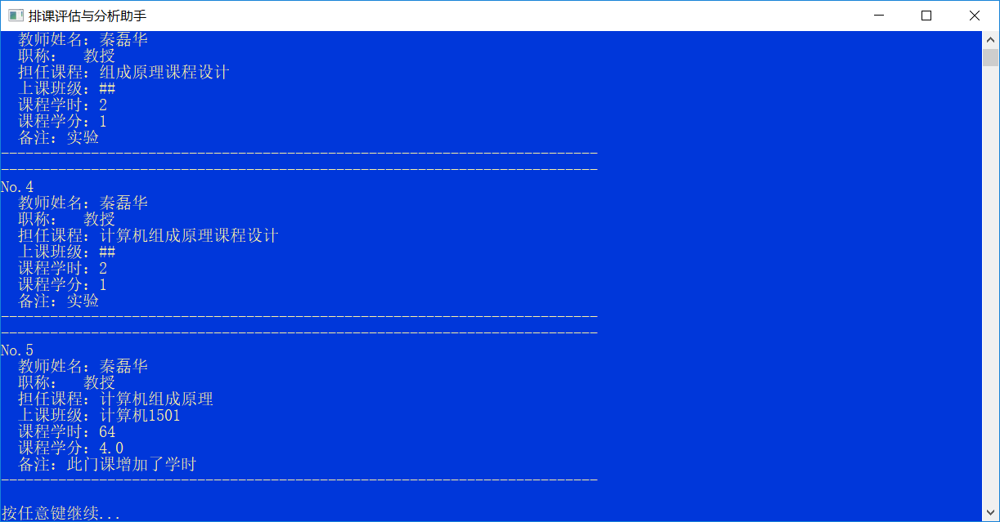 排课评估与分析助手
教师姓名：秦磊华
职称：  教授
担任课程：组成原理课程设计
上课班级：##
课程学时：2
课程学分：1
备注：实验
-------------------------------------------------------------------------
-------------------------------------------------------------------------
No.4
教师姓名：秦磊华
职称：  教授
担任课程：计算机组成原理课程设计
上课班级：##
课程学时：2
课程学分：1
备注：实验
-------------------------------------------------------------------------
-------------------------------------------------------------------------
No.5
教师姓名：秦磊华
职称：  教授
担任课程：计算机组成原理
上课班级：计算机1501
课程学时：64
课程学分：4.0
备注：此门课增加了学时
-------------------------------------------------------------------------
按任意键继续...